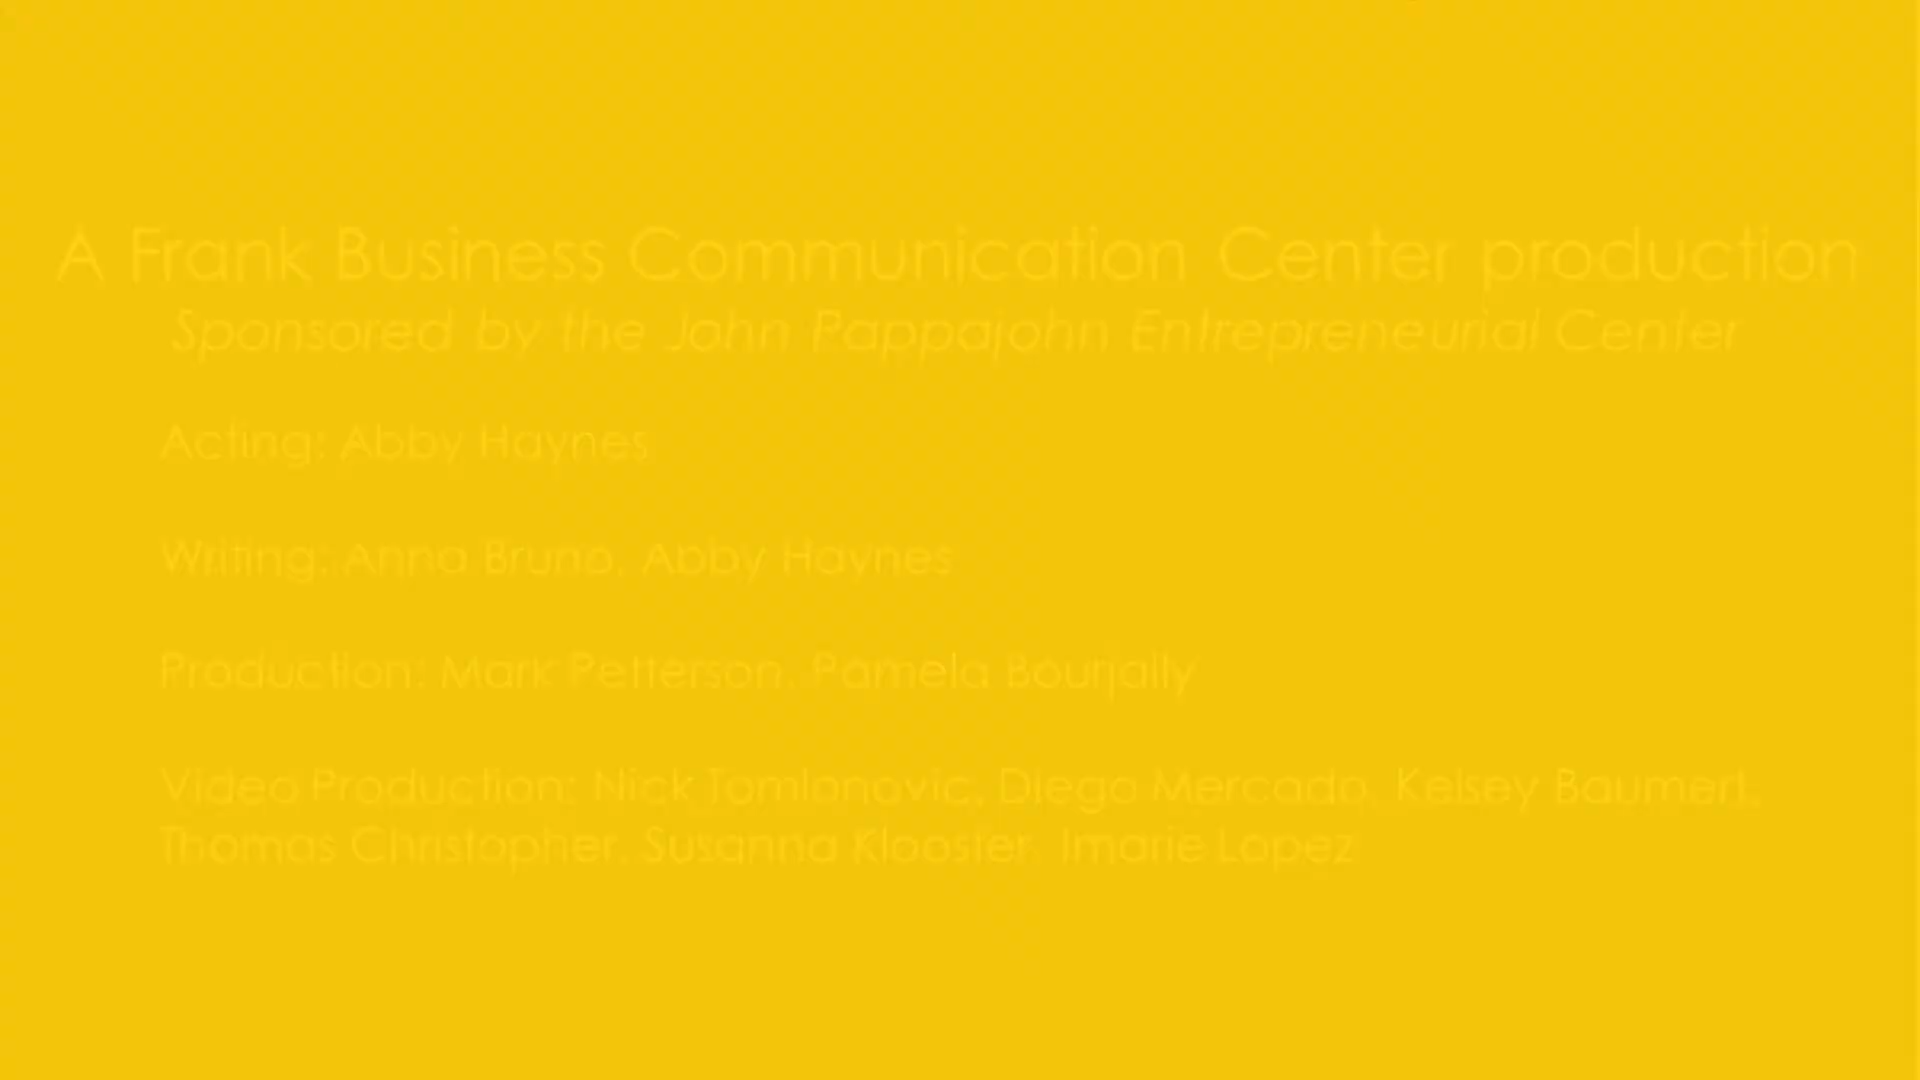 A Frank Business Communication Center production
Sponsored by the John Pappajohn Entrepreneurial Center
Acting: Abby Haynes
Writing: Anna Bruno, Abby Haynes
Production: Mark Petterson, Pamela Bourjaily
Video Production: Nick Tomlonovic, Diego Mercado, Kelsey Baumert,
Thomas Christopher, Susanna Klooster, Imarie Lopez